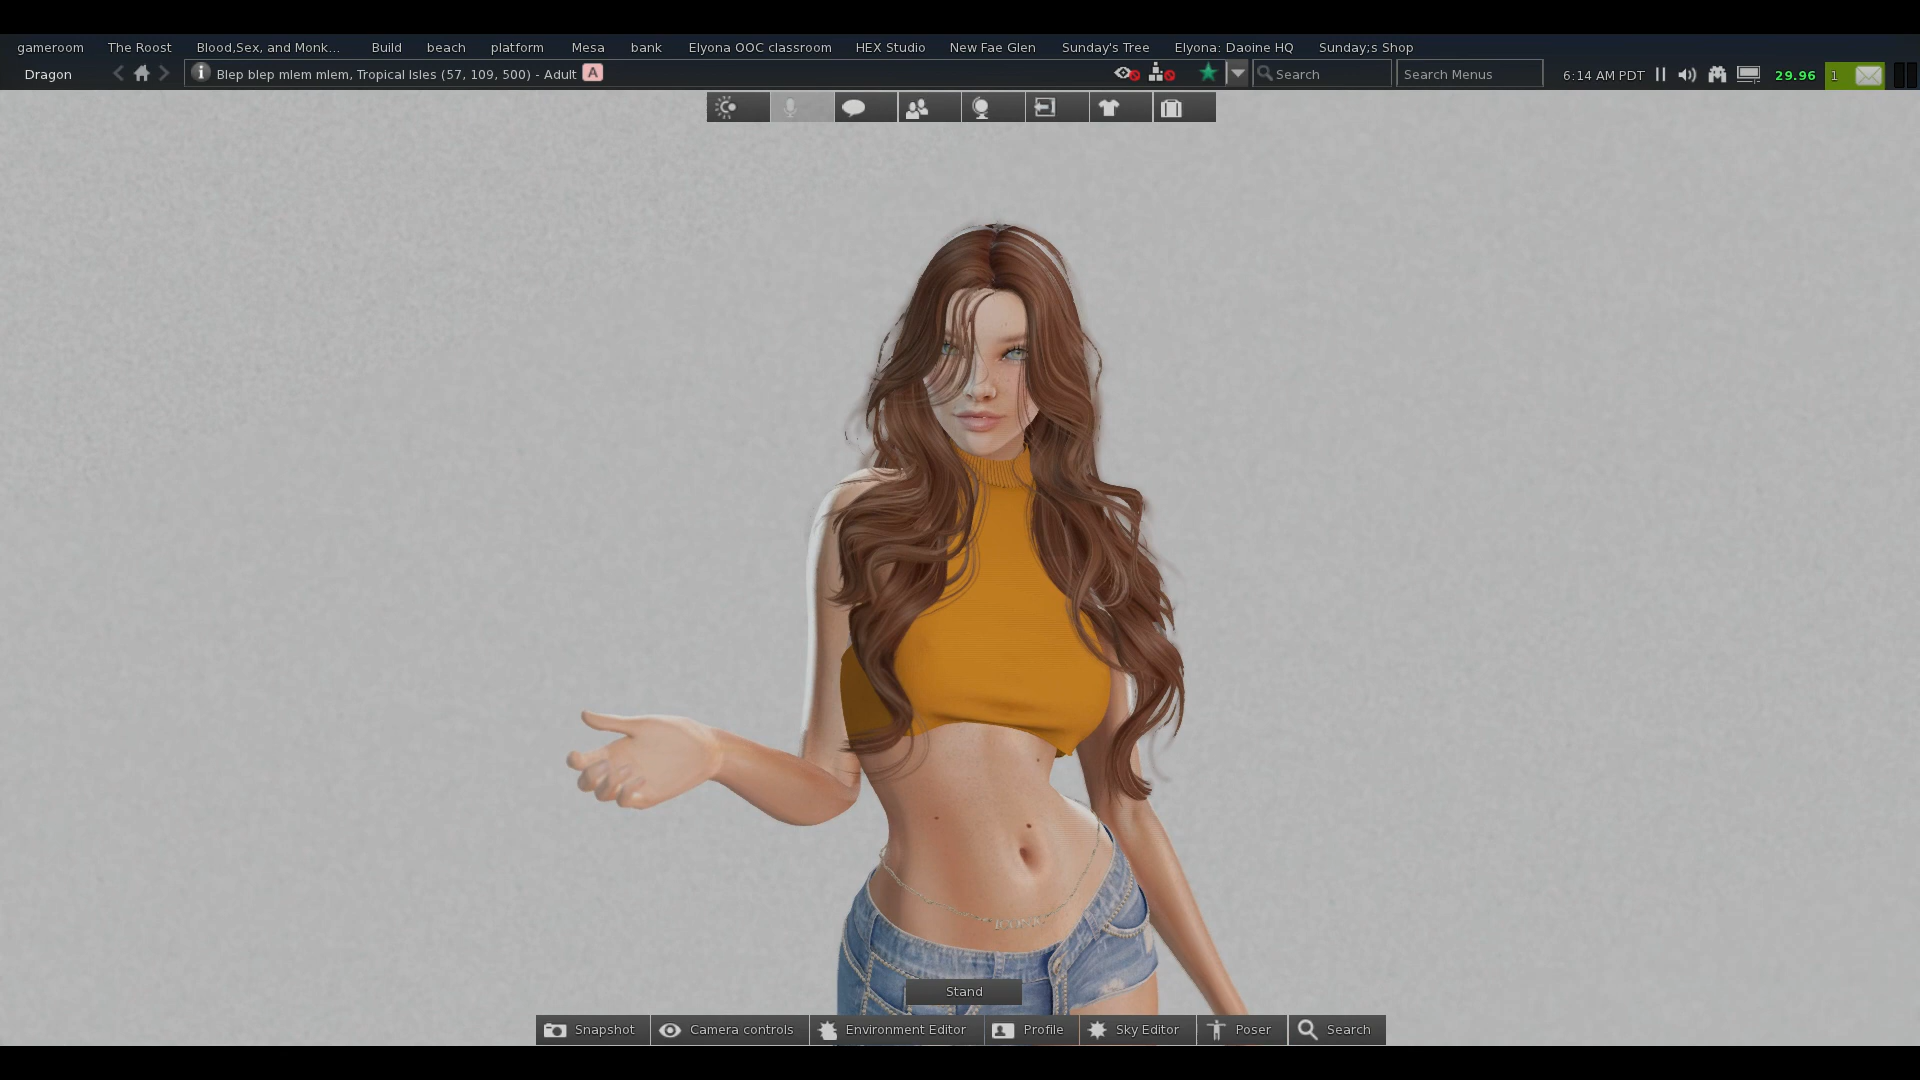 gameroom The Roost Blood,Sex, and Monk... Build beach platform Mesa bank Elyona OOC classroom HEX Studio New Fae Glen Sunday's Tree Elyona: Daoine HQ Sunday;s Shop
Dragon Blep blep mlem mlem, Tropical Isles (57, 109, 500) - Adult A Search Search Menus 6:14 AM PDT 29.96 1
Stand
Snapshot Camera controls Environment Editor Profile Sky Editor Poser Search